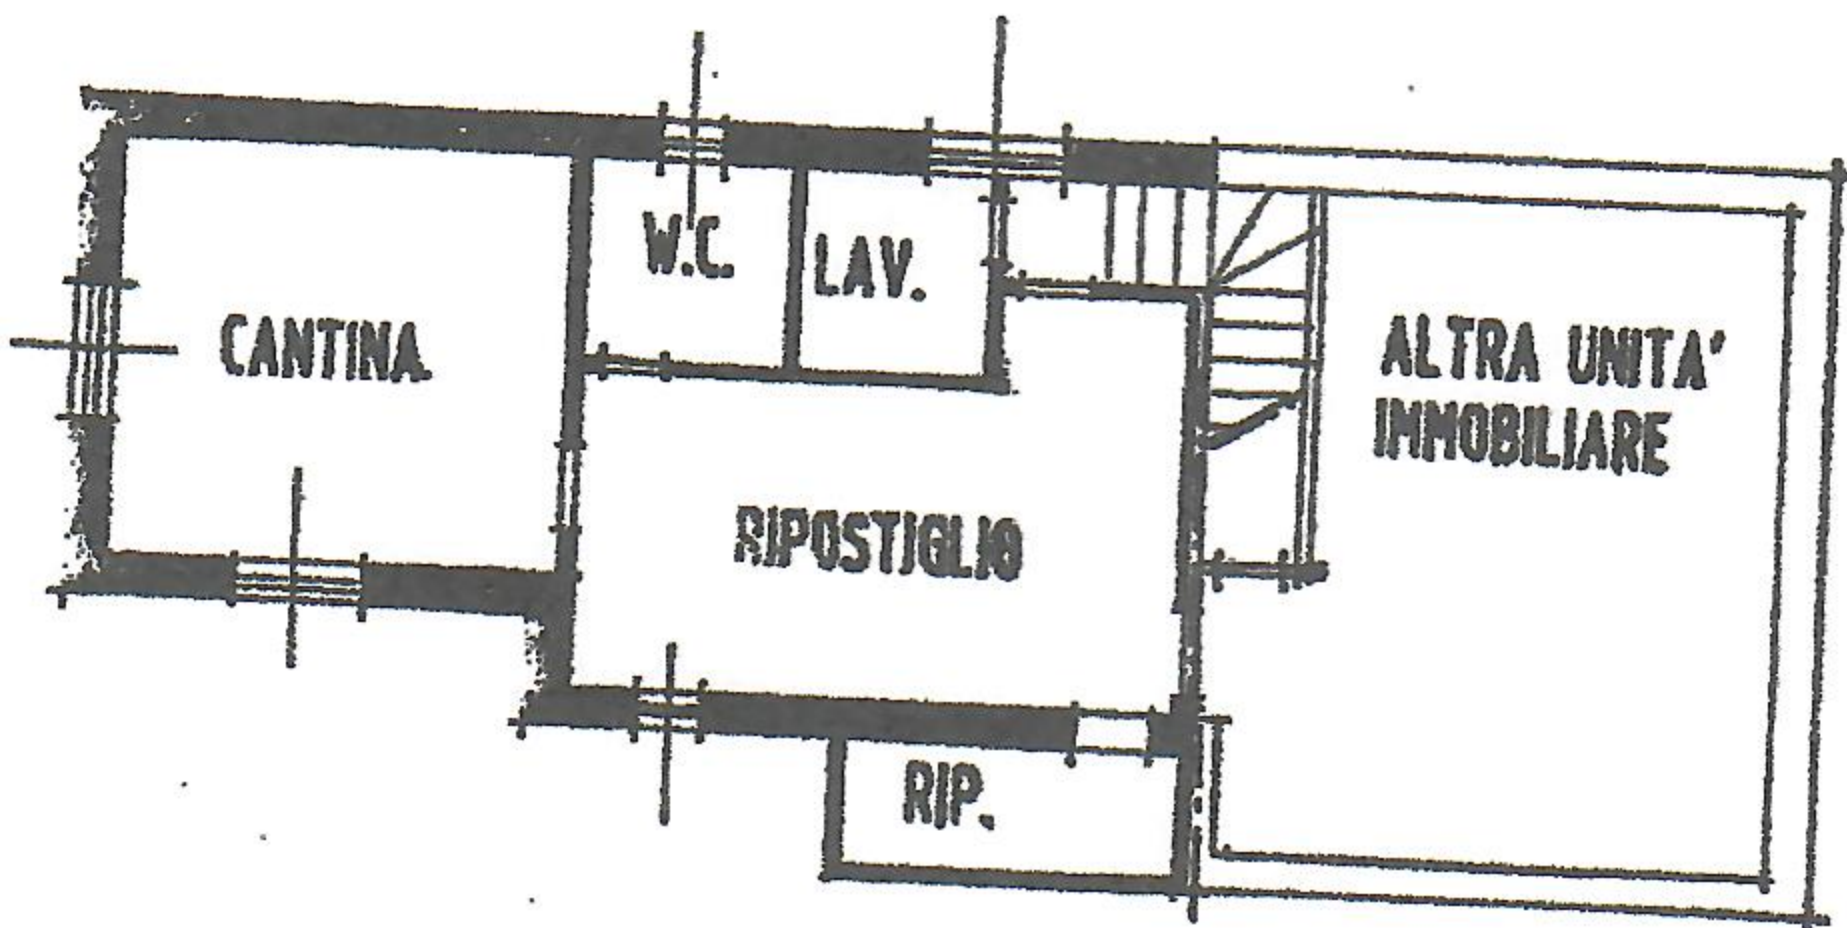 W.C.
LAV.
CANTINA
ALTRA UNITA'
IMMOBILIARE
RIPOSTIGLIO
RIP.